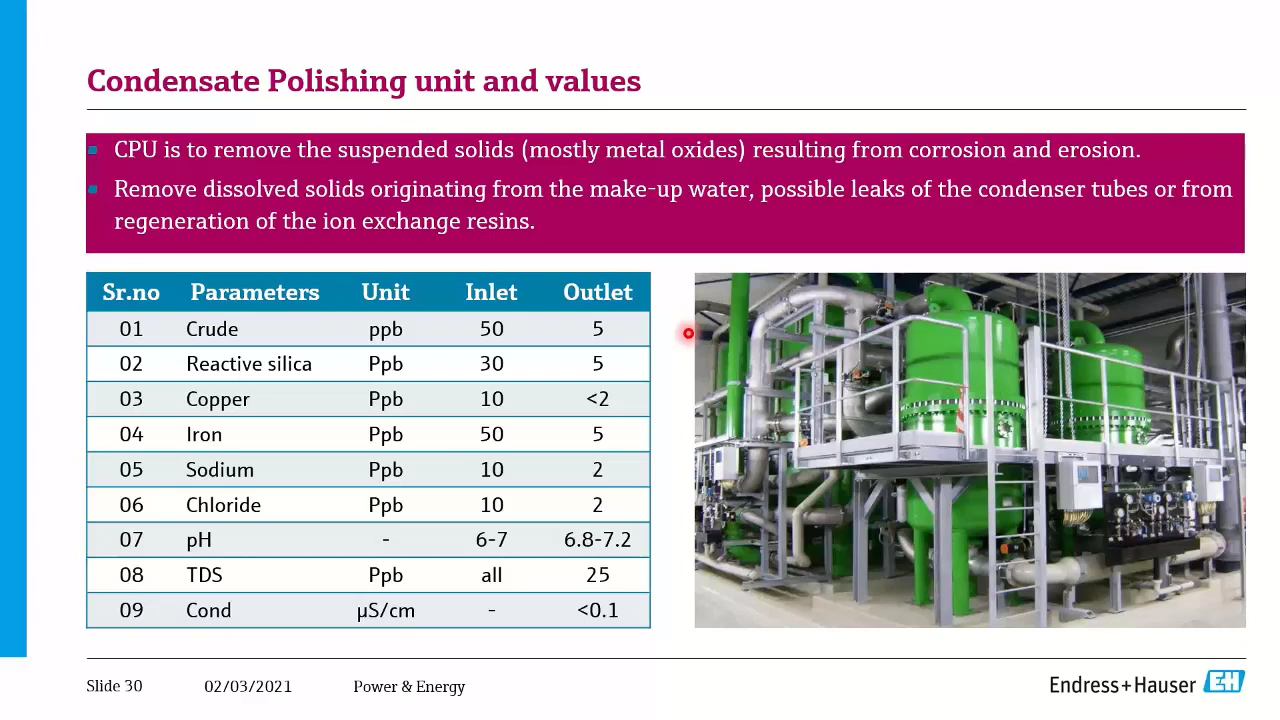 Condensate Polishing unit and values
CPU is to remove the suspended solids (mostly metal oxides) resulting from corrosion and erosion.
Remove dissolved solids originating from the make-up water, possible leaks of the condenser tubes or from
regeneration of the ion exchange resins.
Sr.no Parameters Unit Inlet Outlet
01 Crude ppb 50 5
02 Reactive silica Ppb 30 5
03 Copper Ppb 10 <2
04 Iron Ppb 50 5
05 Sodium Ppb 10 2
06 Chloride Ppb 10 2
07 pH - 6-7 6.8-7.2
08 TDS Ppb all 25
09 Cond µS/cm - <0.1
Slide 30 02/03/2021 Power & Energy
Endress+Hauser EH